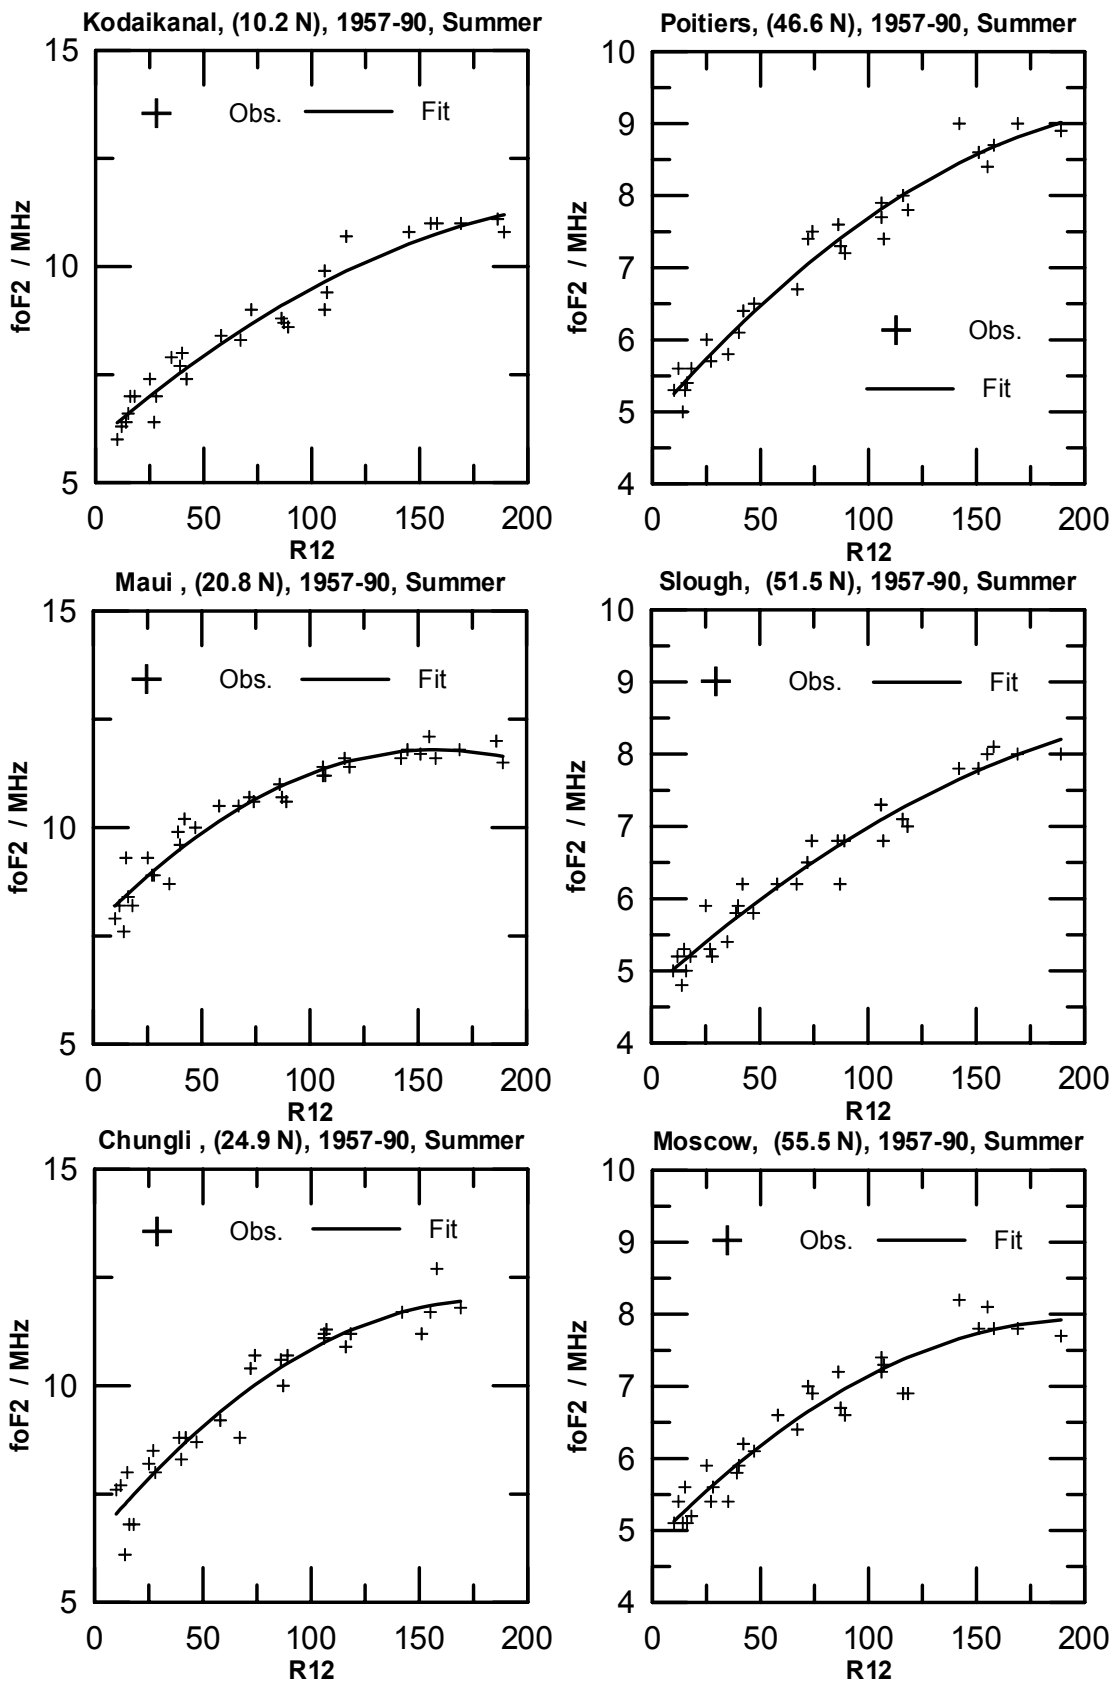 Kodaikanal, (10.2 N), 1957-90, Summer
15
10
5
foF2 / MHz
Obs.
Fit
0 50 100 150 200
R12
Poitiers, (46.6 N), 1957-90, Summer
10
9
8
7
6
5
4
foF2 / MHz
Obs.
Fit
0 50 100 150 200
R12
Maui , (20.8 N), 1957-90, Summer
15
10
5
foF2 / MHz
Obs.
Fit
0 50 100 150 200
R12
Slough, (51.5 N), 1957-90, Summer
10
9
8
7
6
5
4
foF2 / MHz
Obs.
Fit
0 50 100 150 200
R12
Chungli , (24.9 N), 1957-90, Summer
15
10
5
foF2 / MHz
Obs.
Fit
0 50 100 150 200
R12
Moscow, (55.5 N), 1957-90, Summer
10
9
8
7
6
5
4
foF2 / MHz
Obs.
Fit
0 50 100 150 200
R12